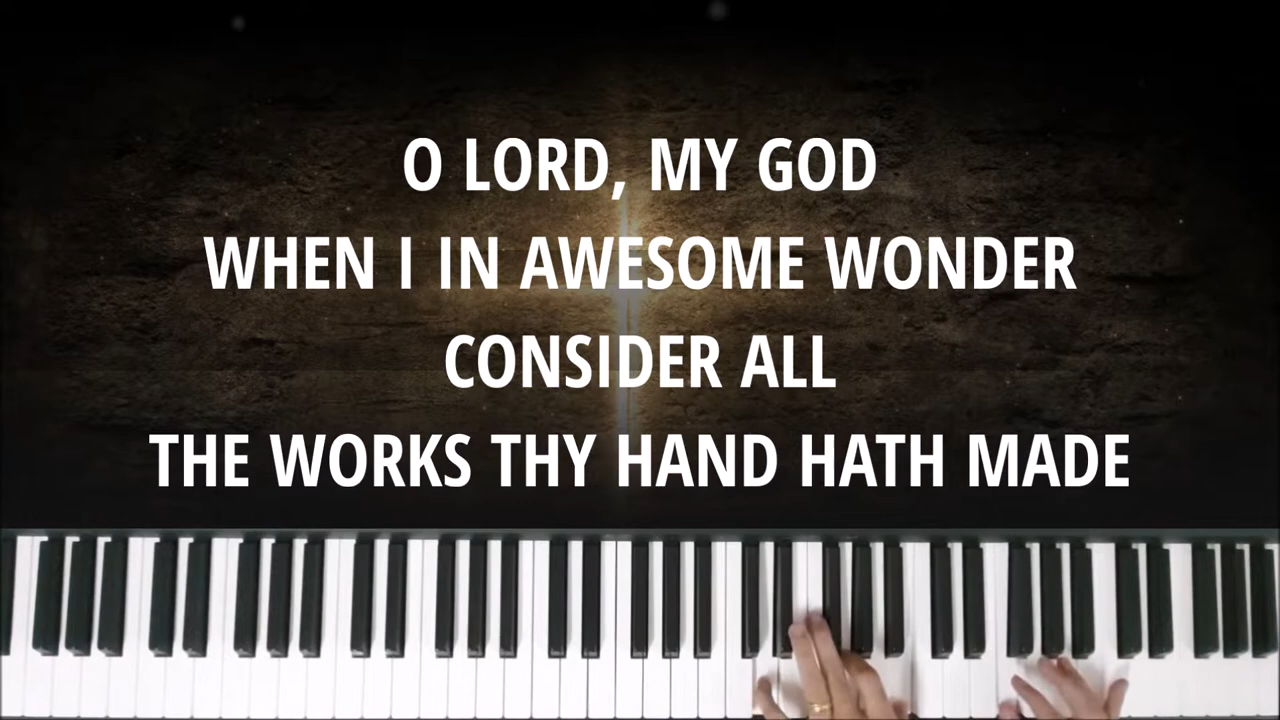 O LORD, MY GOD
WHEN I IN AWESOME WONDER
CONSIDER ALL
THE WORKS THY HAND HATH MADE